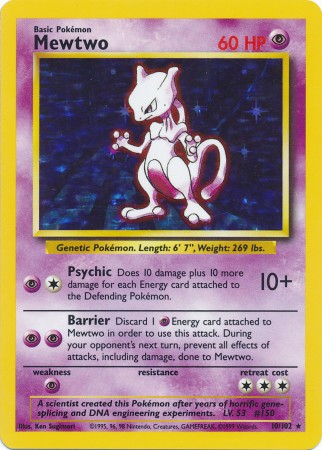 Basic Pokémon
Mewtwo
60 HP
Genetic Pokémon. Length: 6' 7", Weight: 269 lbs.
Psychic Does 10 damage plus 10 more
damage for each Energy card attached to
the Defending Pokémon.
10+
Barrier Discard 1 Energy card attached to
Mewtwo in order to use this attack. During
your opponent's next turn, prevent all effects of
attacks, including damage, done to Mewtwo.
weakness resistance retreat cost
A scientist created this Pokémon after years of horrific gene-
splicing and DNA engineering experiments. LV. 53 #150
Illus. Ken Sugimori ©1995, 96, 98 Nintendo, Creatures, GAMEFREAK. ©1999 Wizards. 10/102 ★